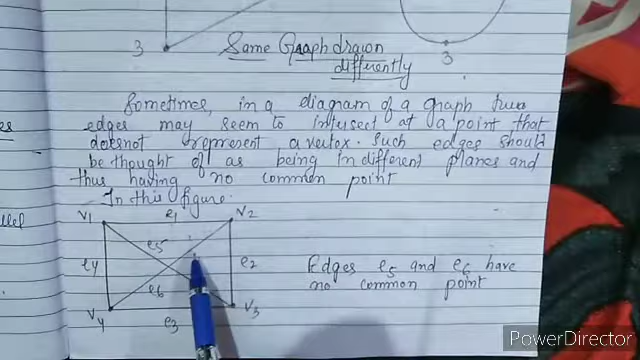 3
3
Same Graph drawn
differently
Sometimes, in a diagram of a graph two
edges may seem to intersect at a point that
doesnot represent a vertex. Such edges should
be thought of as being in different planes and
thus having no common point
In this figure.
V1 e1 V2
e5
e4 e2
e6
V4 e3 V3
Edges e5 and e6 have
no common point
PowerDirector